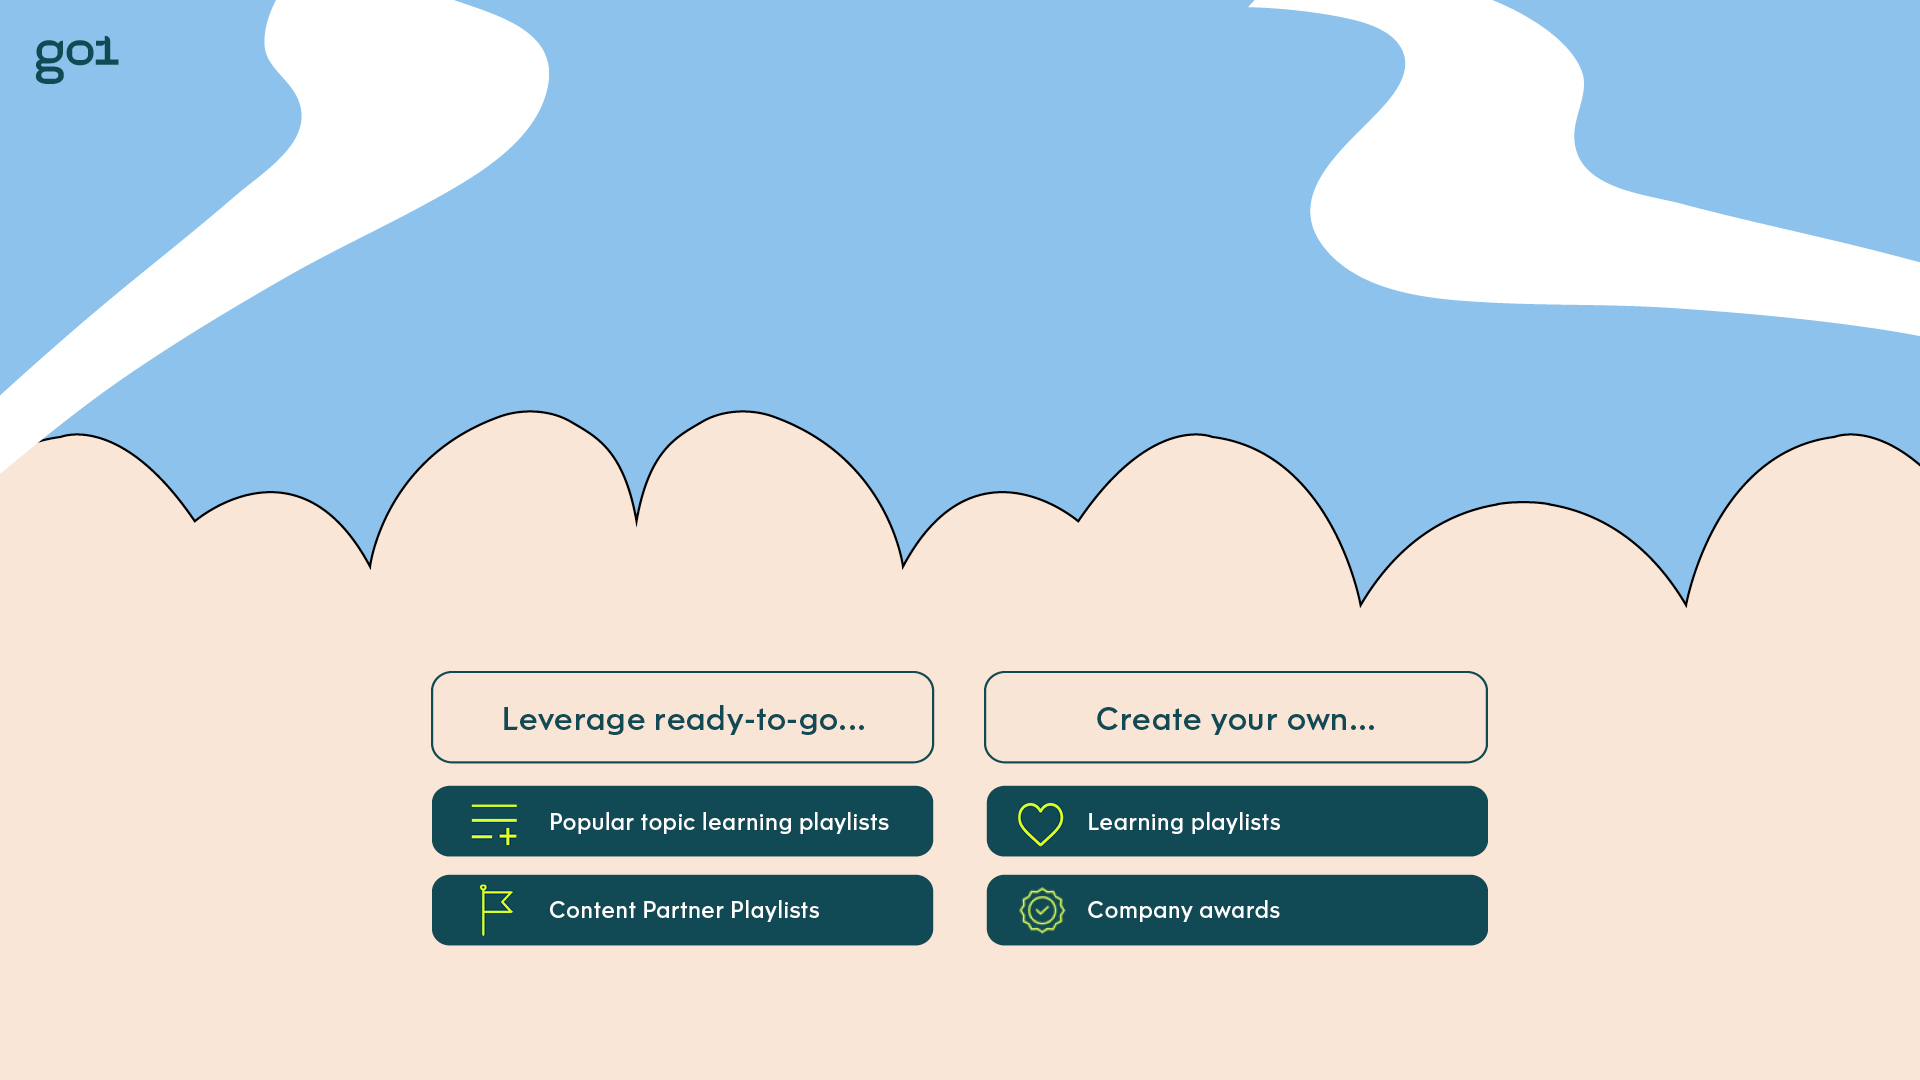 go1
Leverage ready-to-go...
Popular topic learning playlists
Content Partner Playlists
Create your own...
Learning playlists
Company awards